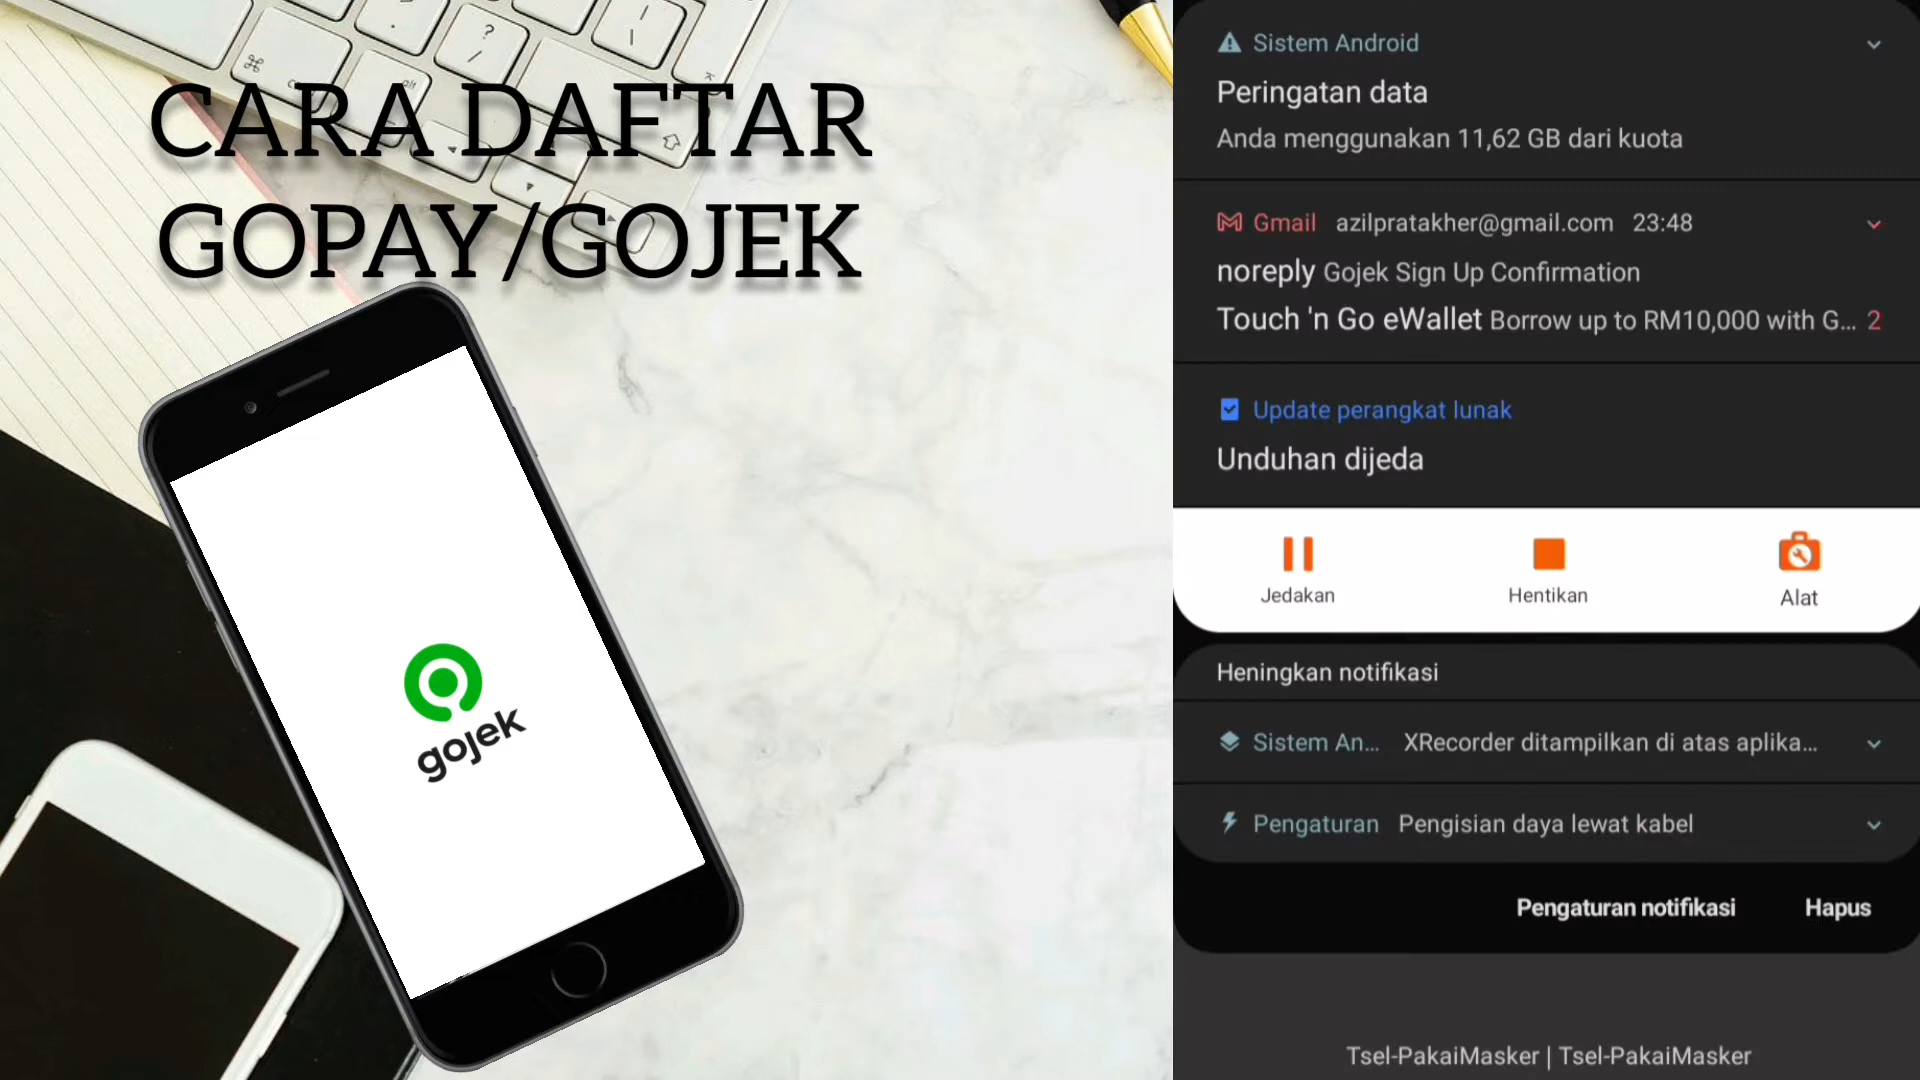 CARA DAFTAR
GOPAY/GOJEK
gojek
Sistem Android
Peringatan data
Anda menggunakan 11,62 GB dari kuota
Gmail azilpratakher@gmail.com 23:48
noreply Gojek Sign Up Confirmation
Touch 'n Go eWallet Borrow up to RM10,000 with G... 2
Update perangkat lunak
Unduhan dijeda
Jedakan Hentikan Alat
Heningkan notifikasi
Sistem An... XRecorder ditampilkan di atas aplika...
Pengaturan Pengisian daya lewat kabel
Pengaturan notifikasi Hapus
Tsel-PakaiMasker | Tsel-PakaiMasker